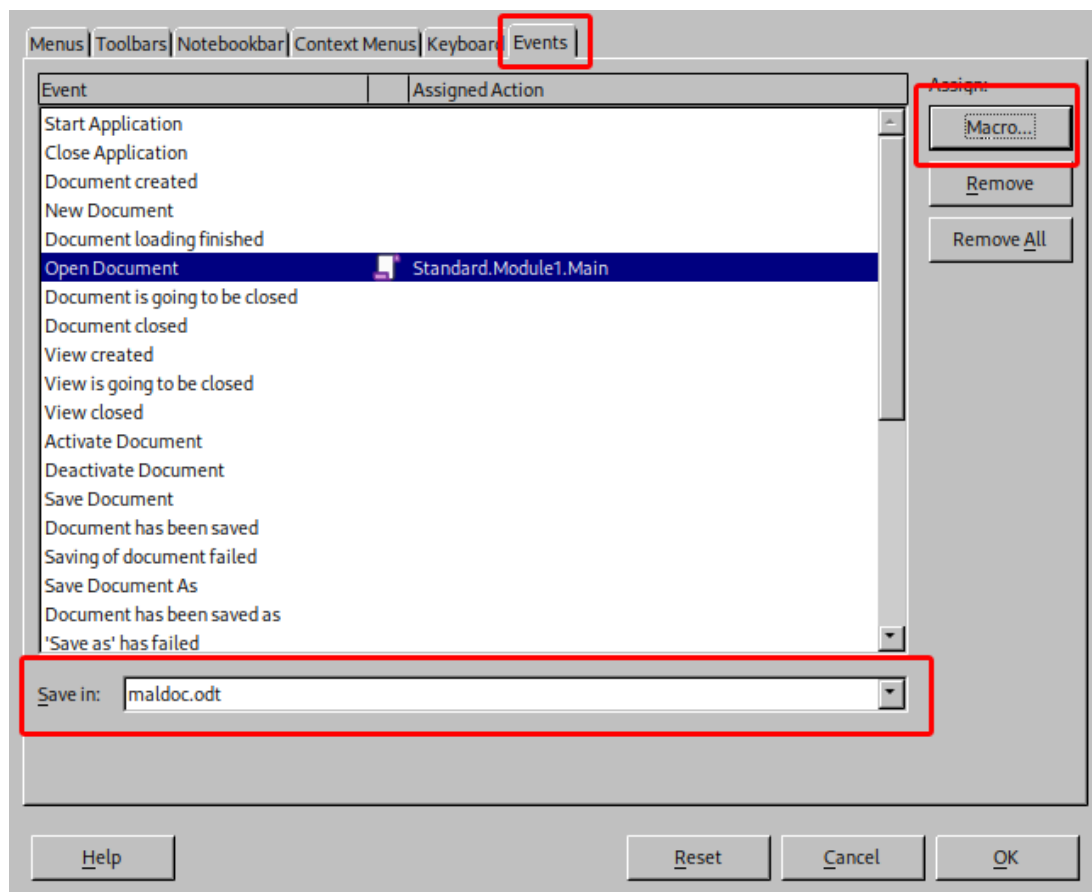 Menus Toolbars Notebookbar Context Menus Keyboard Events
Event Assigned Action
Assign:
Start Application
Macro...
Close Application
Document created
Remove
New Document
Document loading finished
Remove All
Open Document Standard.Module1.Main
Document is going to be closed
Document closed
View created
View is going to be closed
View closed
Activate Document
Deactivate Document
Save Document
Document has been saved
Saving of document failed
Save Document As
Document has been saved as
'Save as' has failed
Save in: maldoc.odt
Help Reset Cancel OK